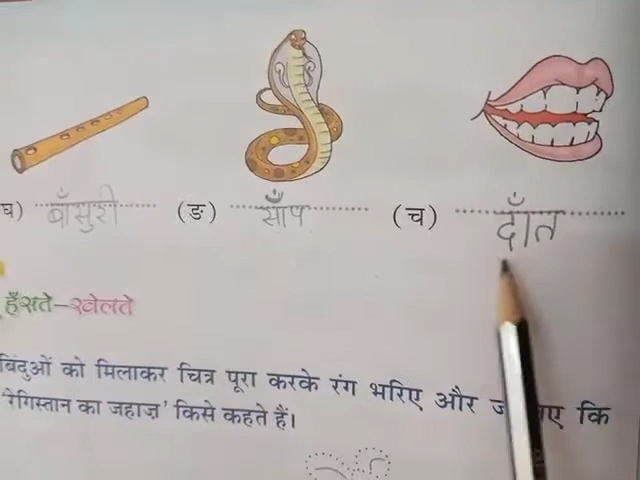 घ) बाँसुरी (ङ) साँप (च) दाँत
हँसते-खेलते
बिंदुओं को मिलाकर चित्र पूरा करके रंग भरिए और कि
'रेगिस्तान का जहाज़' किसे कहते हैं।